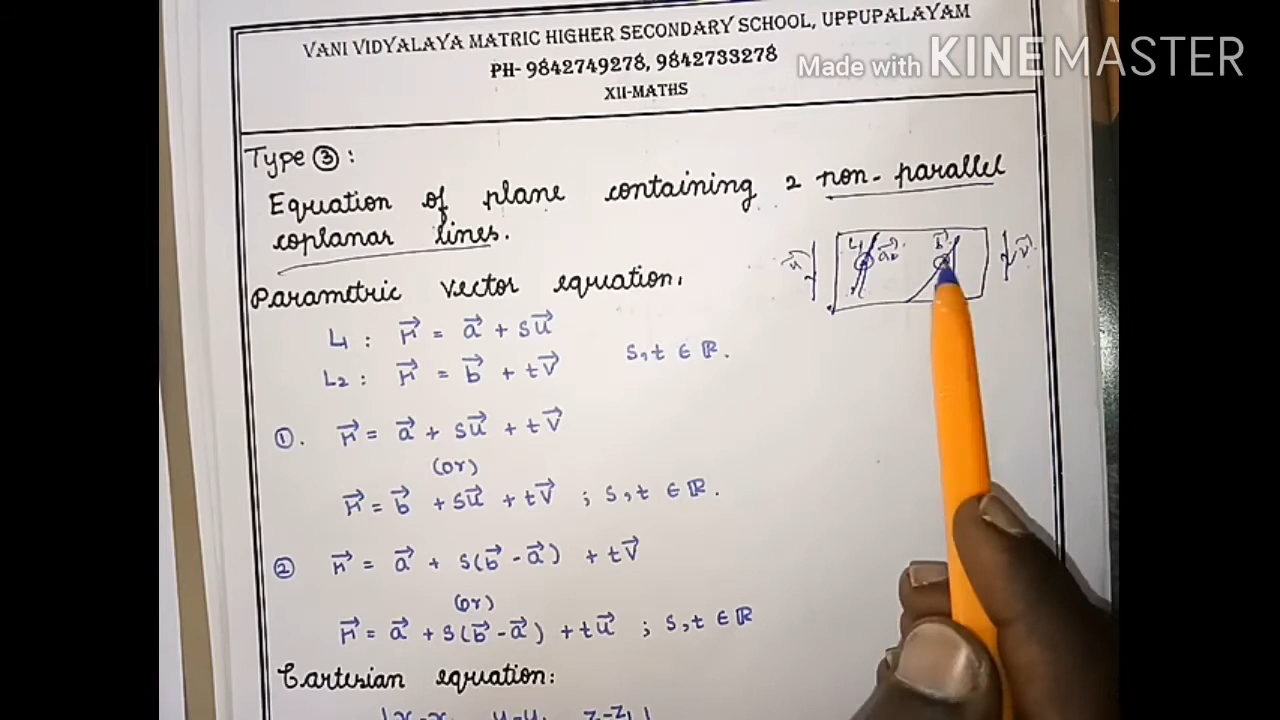 VANI VIDYALAYA MATRIC HIGHER SECONDARY SCHOOL, UPPUPALAYAM
PH- 9842749278, 9842733278
Made with KINEMASTER
XII-MATHS
Type ③ :
Equation of plane containing 2 non-parallel
coplanar lines.
L₁ a⃗ b⃗
u⃗ v⃗
Parametric vector equation.
L₁ : r⃗ = a⃗ + su⃗
L₂ : r⃗ = b⃗ + tv⃗ s,t ∈ ℝ.
①. r⃗ = a⃗ + su⃗ + tv⃗
(or)
r⃗ = b⃗ + su⃗ + tv⃗ ; s,t ∈ ℝ.
② r⃗ = a⃗ + s(b⃗ - a⃗) + tv⃗
(or)
r⃗ = a⃗ + s(b⃗ - a⃗) + tu⃗ ; s,t ∈ ℝ
Cartesian equation: